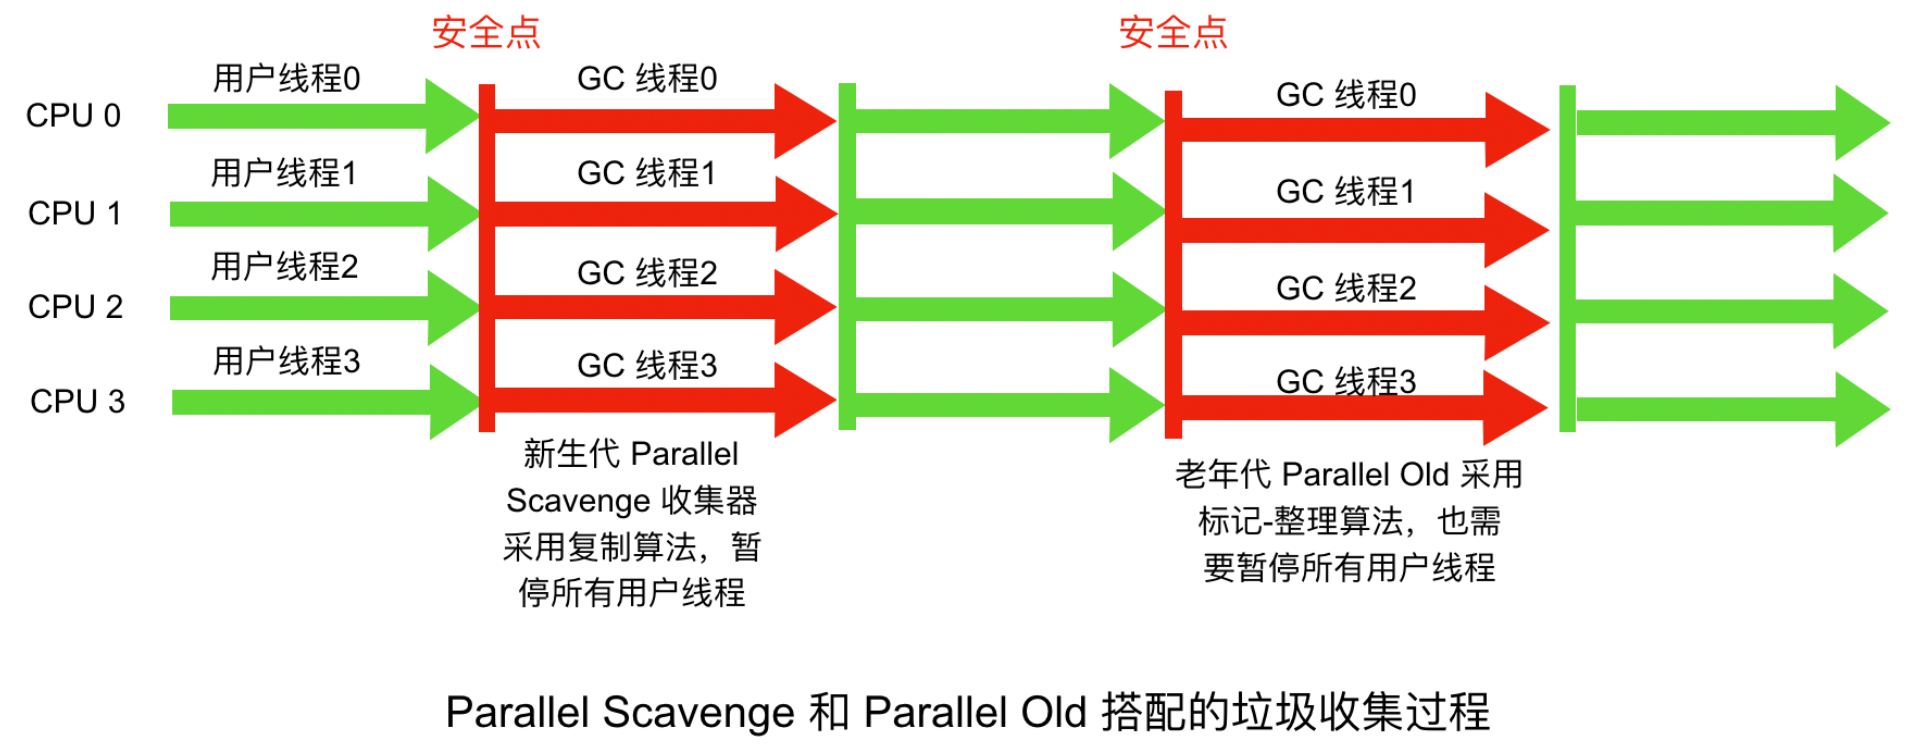 安全点
安全点
用户线程0
GC 线程0
GC 线程0
CPU 0
用户线程1
GC 线程1
GC 线程1
CPU 1
用户线程2
GC 线程2
GC 线程2
CPU 2
用户线程3
GC 线程3
GC 线程3
CPU 3
新生代 Parallel
Scavenge 收集器
采用复制算法，暂
停所有用户线程
老年代 Parallel Old 采用
标记-整理算法，也需
要暂停所有用户线程
Parallel Scavenge 和 Parallel Old 搭配的垃圾收集过程